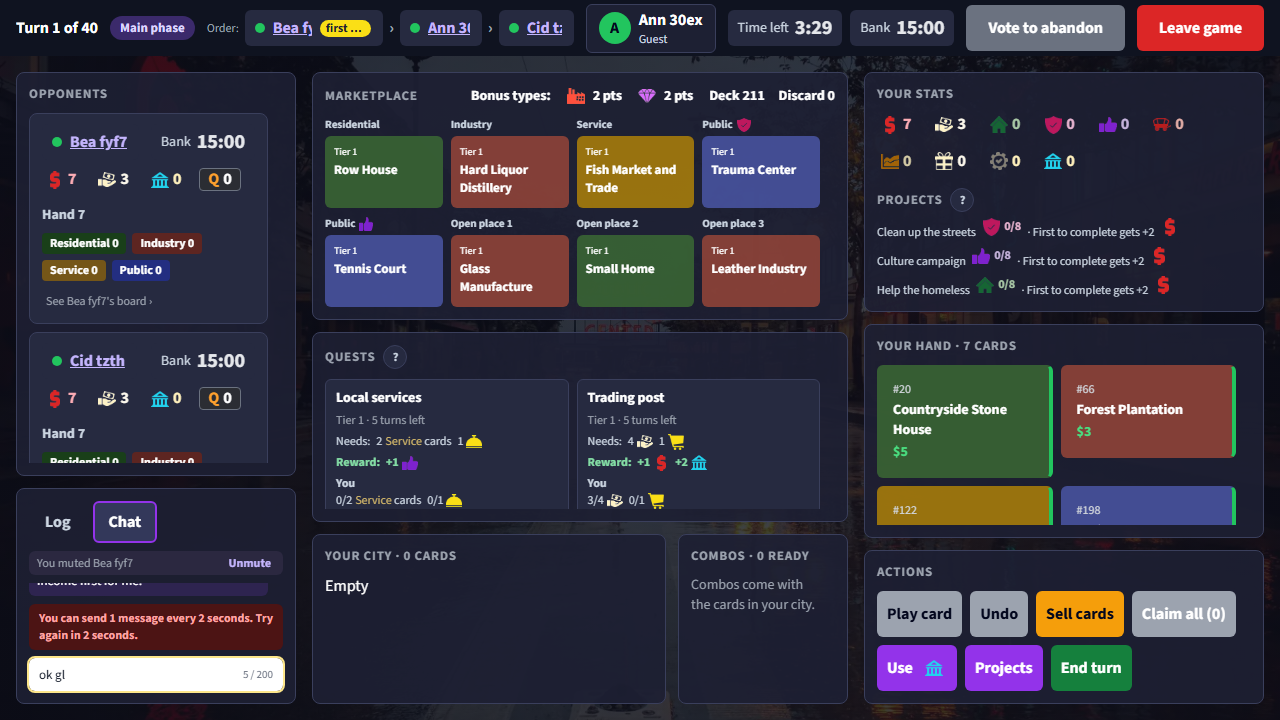 Turn 1 of 40
Main phase
Order:
Bea fy
first ...
›
Ann 30
›
Cid tz
A
Ann 30ex
Guest
Time left 3:29
Bank 15:00
Vote to abandon
Leave game
OPPONENTS
Bea fyf7
Bank 15:00
7 3 0 Q 0
Hand 7
Residential 0
Industry 0
Service 0
Public 0
See Bea fyf7's board ›
Cid tzth
Bank 15:00
7 3 0 Q 0
Hand 7
Residential 0
Industry 0
Log
Chat
You muted Bea fyf7
Unmute
income first for me.
You can send 1 message every 2 seconds. Try
again in 2 seconds.
ok gl
5 / 200
MARKETPLACE
Bonus types:
2 pts
2 pts
Deck 211
Discard 0
Residential
Industry
Service
Public
Tier 1
Row House
Tier 1
Hard Liquor
Distillery
Tier 1
Fish Market and
Trade
Tier 1
Trauma Center
Public
Open place 1
Open place 2
Open place 3
Tier 1
Tennis Court
Tier 1
Glass
Manufacture
Tier 1
Small Home
Tier 1
Leather Industry
QUESTS
?
Local services
Tier 1 · 5 turns left
Needs: 2 Service cards 1
Reward: +1
You
0/2 Service cards 0/1
Trading post
Tier 1 · 5 turns left
Needs: 4 1
Reward: +1 +2
You
3/4 0/1
YOUR CITY · 0 CARDS
Empty
COMBOS · 0 READY
Combos come with
the cards in your city.
YOUR STATS
7 3 0 0 0 0
0 0 0 0
PROJECTS
?
Clean up the streets 0/8 · First to complete gets +2
Culture campaign 0/8 · First to complete gets +2
Help the homeless 0/8 · First to complete gets +2
YOUR HAND · 7 CARDS
#20
Countryside Stone
House
$5
#66
Forest Plantation
$3
#122
#198
ACTIONS
Play card
Undo
Sell cards
Claim all (0)
Use
Projects
End turn